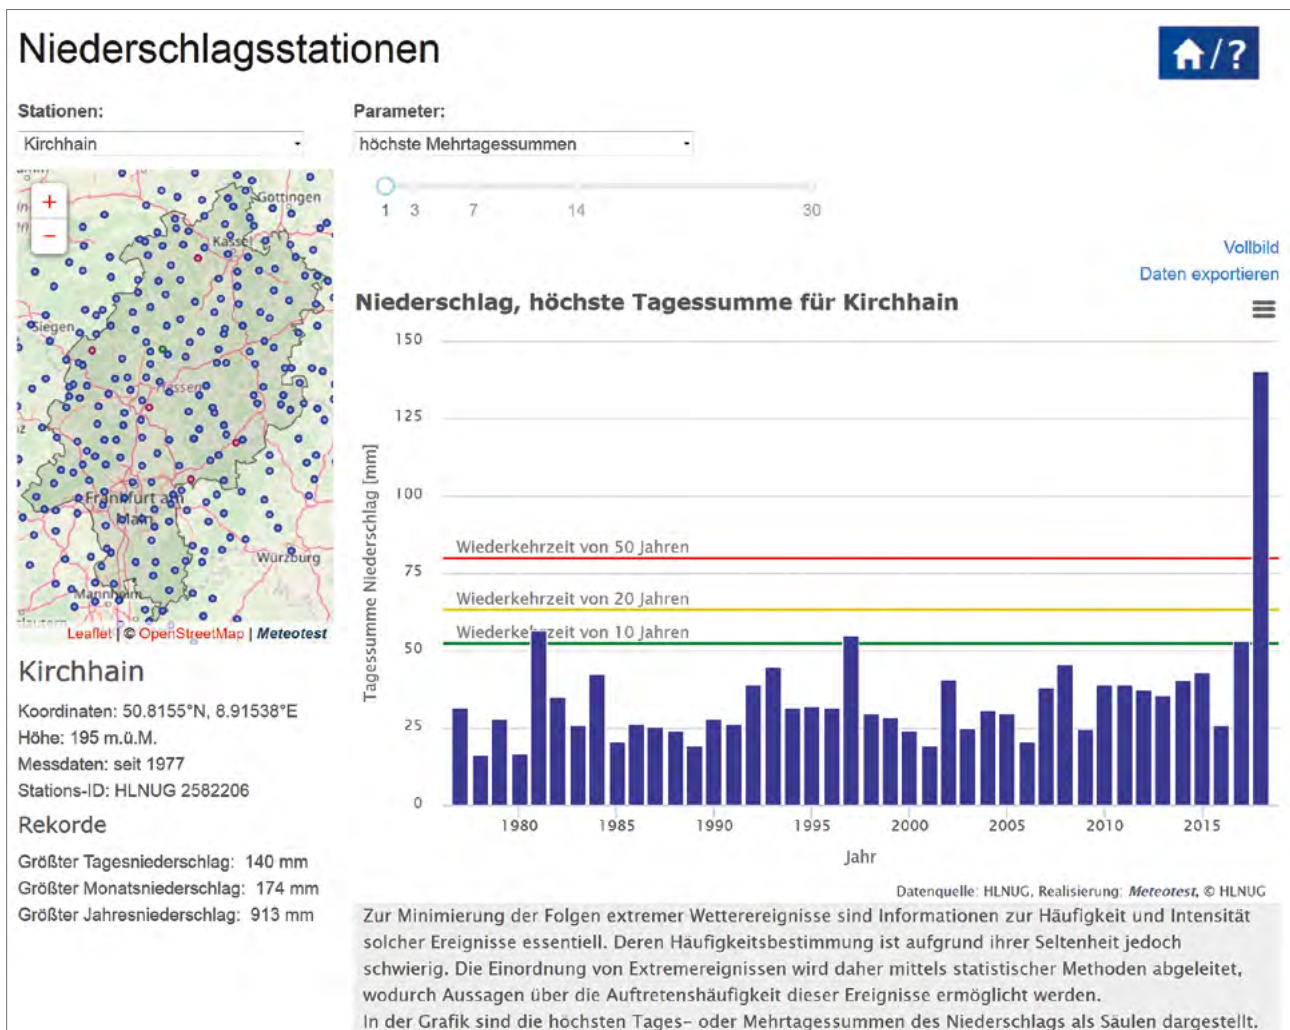 Niederschlagsstationen
/?
Stationen:
Parameter:
Kirchhain
höchste Mehrtagessummen
1 3 7 14 30
+
−
Göttingen
Kassel
Siegen
Hessen
Frankfurt am
Main
Würzburg
Mannheim
Leaflet | © OpenStreetMap | Meteotest
Vollbild
Daten exportieren
Niederschlag, höchste Tagessumme für Kirchhain
150
125
100
75
50
25
0
Tagessumme Niederschlag [mm]
Wiederkehrzeit von 50 Jahren
Wiederkehrzeit von 20 Jahren
Wiederkehrzeit von 10 Jahren
1980 1985 1990 1995 2000 2005 2010 2015
Jahr
Datenquelle: HLNUG, Realisierung: Meteotest, © HLNUG
Kirchhain
Koordinaten: 50.8155°N, 8.91538°E
Höhe: 195 m.ü.M.
Messdaten: seit 1977
Stations-ID: HLNUG 2582206
Rekorde
Größter Tagesniederschlag: 140 mm
Größter Monatsniederschlag: 174 mm
Größter Jahresniederschlag: 913 mm
Zur Minimierung der Folgen extremer Wetterereignisse sind Informationen zur Häufigkeit und Intensität
solcher Ereignisse essentiell. Deren Häufigkeitsbestimmung ist aufgrund ihrer Seltenheit jedoch
schwierig. Die Einordnung von Extremereignissen wird daher mittels statistischer Methoden abgeleitet,
wodurch Aussagen über die Auftretenshäufigkeit dieser Ereignisse ermöglicht werden.
In der Grafik sind die höchsten Tages- oder Mehrtagessummen des Niederschlags als Säulen dargestellt.